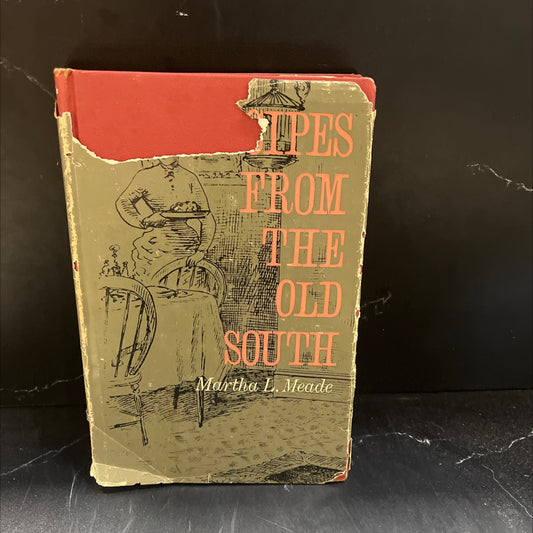 IPES
FROM
THE
OLD
SOUTH
Martha L. Meade